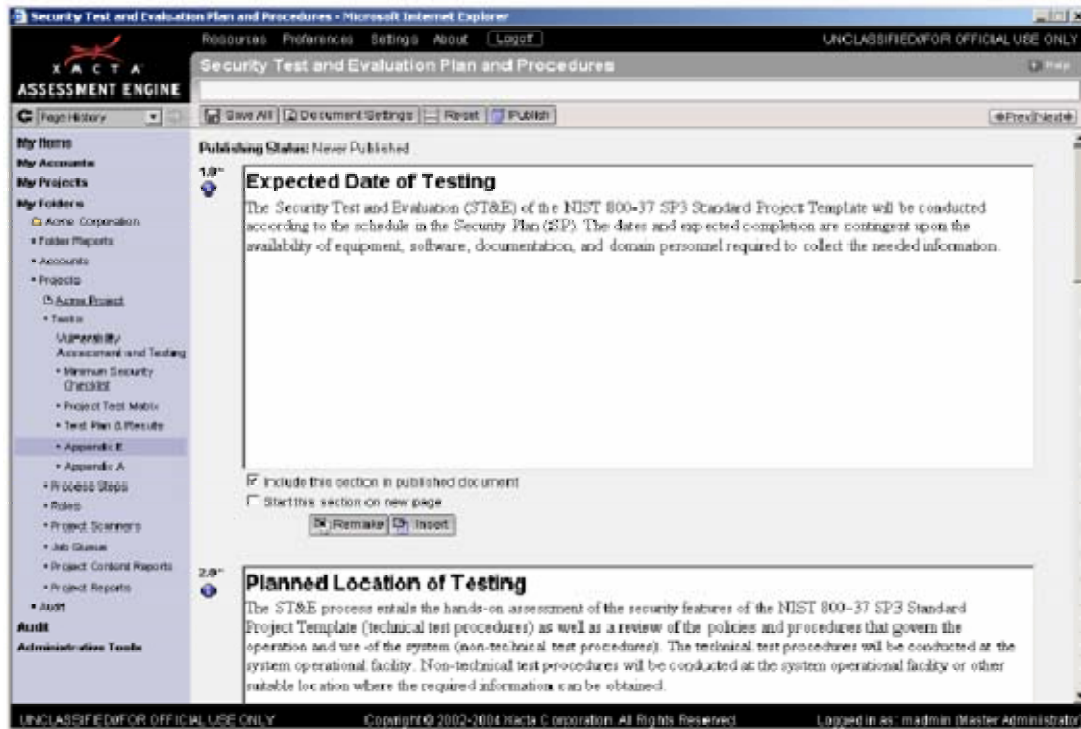 Security Test and Evaluation Plan and Procedures - Microsoft Internet Explorer
Resources Preferences Settings About Logoff UNCLASSIFIED/FOR OFFICIAL USE ONLY
XACTA
ASSESSMENT ENGINE
Security Test and Evaluation Plan and Procedures
Help
Page History
Save All Document Settings Reset Publish
Prev Next
My Home
My Accounts
My Projects
My Folders
Acme Corporation
Folder Reports
Accounts
Projects
Acme Project
Tests
Vulnerability
Assessment and Testing
Minimum Security
Checklist
Project Test Matrix
Test Plan & Results
Appendix E
Appendix A
Process Steps
Roles
Project Scanners
Job Queue
Project Content Reports
Project Reports
Audit
Audit
Administrative Tools
Publishing Status: Never Published
1.0
Expected Date of Testing
The Security Test and Evaluation (ST&E) of the NIST 800-37 SP3 Standard Project Template will be conducted
according to the schedule in the Security Plan (SP). The dates and expected completion are contingent upon the
availability of equipment, software, documentation, and domain personnel required to collect the needed information.
Include this section in published document
Start this section on new page
Remake Insert
2.0
Planned Location of Testing
The ST&E process entails the hands-on assessment of the security features of the NIST 800-37 SP3 Standard
Project Template (technical test procedures) as well as a review of the policies and procedures that govern the
operation and use of the system (non-technical test procedures). The technical test procedures will be conducted at the
system operational facility. Non-technical test procedures will be conducted at the system operational facility or other
suitable location where the required information can be obtained.
UNCLASSIFIED/FOR OFFICIAL USE ONLY Copyright © 2002-2004 Xacta Corporation. All Rights Reserved Logged in as: madmin (Master Administrator